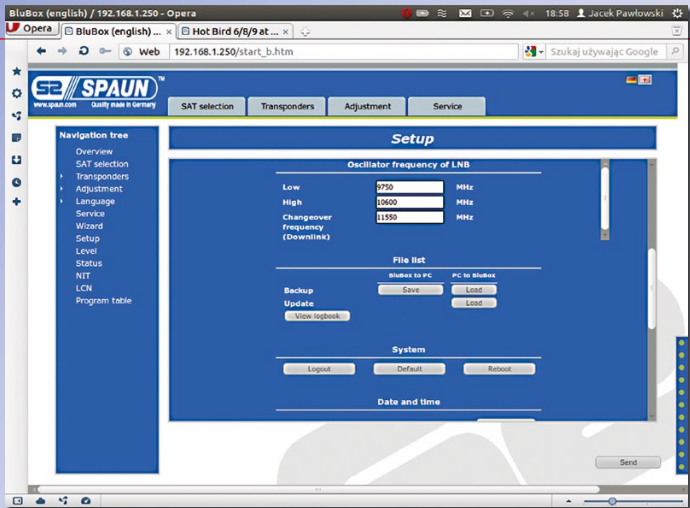 BluBox (english) / 192.168.1.250 - Opera
18:58 Jacek Pawłowski
Opera
BluBox (english) ... ×
Hot Bird 6/8/9 at ... ×
Web 192.168.1.250/start_b.htm
Szukaj używając Google
SPAUN™
www.spaun.com Quality made in Germany
SAT selection Transponders Adjustment Service
Navigation tree
Overview
SAT selection
Transponders
Adjustment
Language
Service
Wizard
Setup
Level
Status
NIT
LCN
Program table
Setup
Oscillator frequency of LNB
Low 9750 MHz
High 10600 MHz
Changeover 11550 MHz
frequency
(Downlink)
File list
BluBox to PC PC to BluBox
Backup Save Load
Update Load
View logbook
System
Logout Default Reboot
Date and time
Send